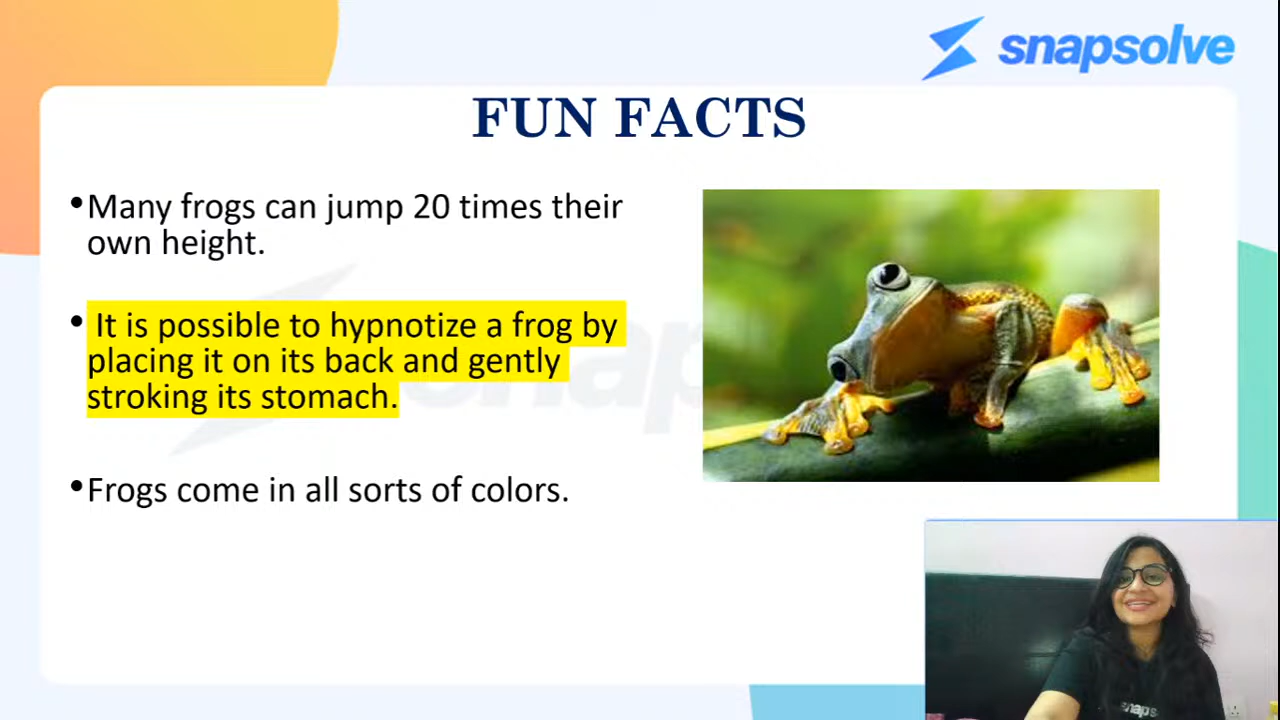 snapsolve
FUN FACTS
•Many frogs can jump 20 times their
own height.
• It is possible to hypnotize a frog by
placing it on its back and gently
stroking its stomach.
•Frogs come in all sorts of colors.
snaps